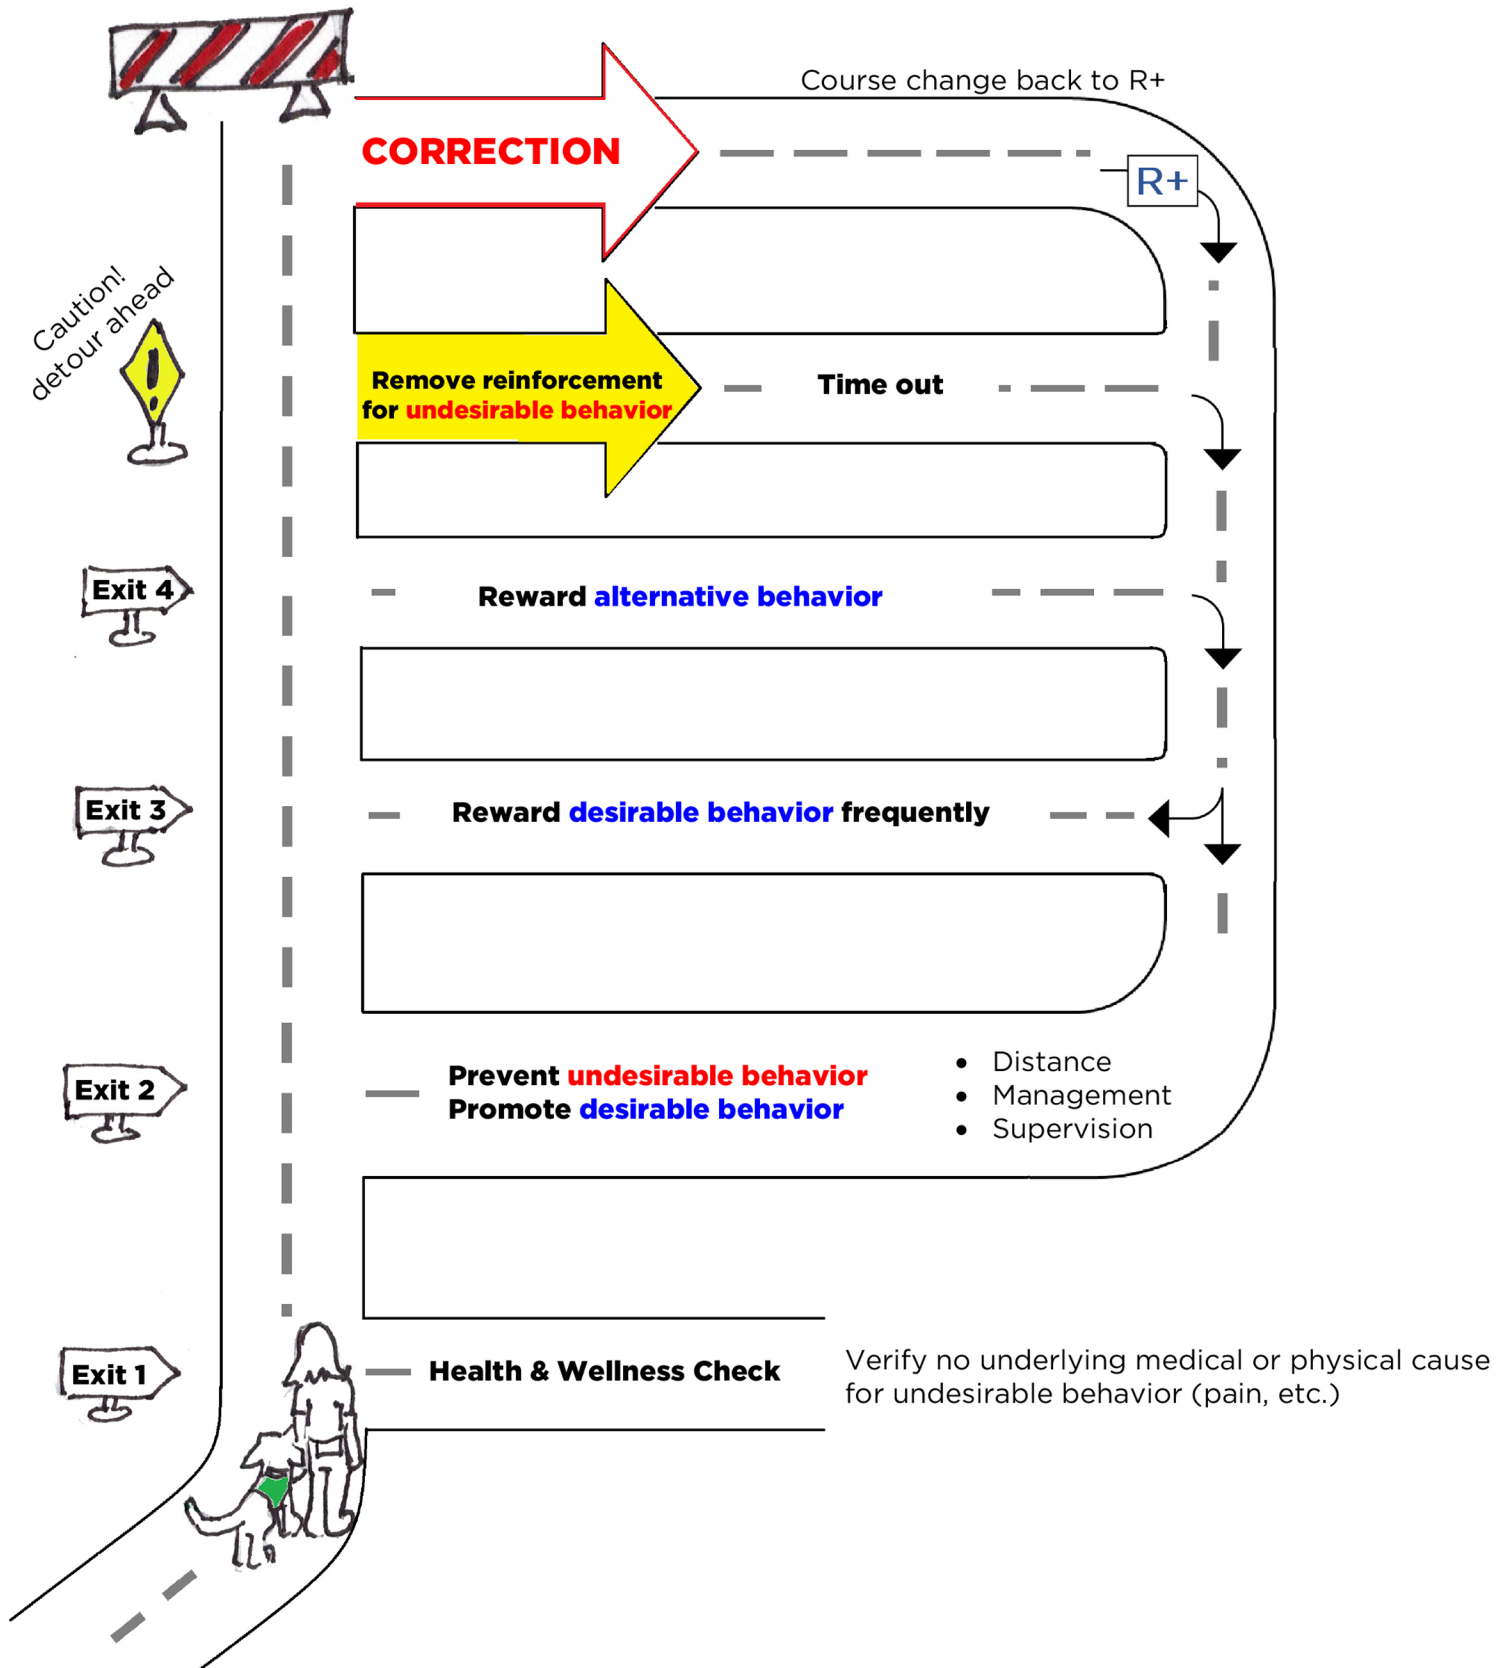 Course change back to R+
CORRECTION
R+
Caution!
detour ahead
!
Remove reinforcement
for undesirable behavior
Time out
Exit 4
Reward alternative behavior
Exit 3
Reward desirable behavior frequently
Exit 2
Prevent undesirable behavior
Promote desirable behavior
• Distance
• Management
• Supervision
Exit 1
Health & Wellness Check
Verify no underlying medical or physical cause
for undesirable behavior (pain, etc.)